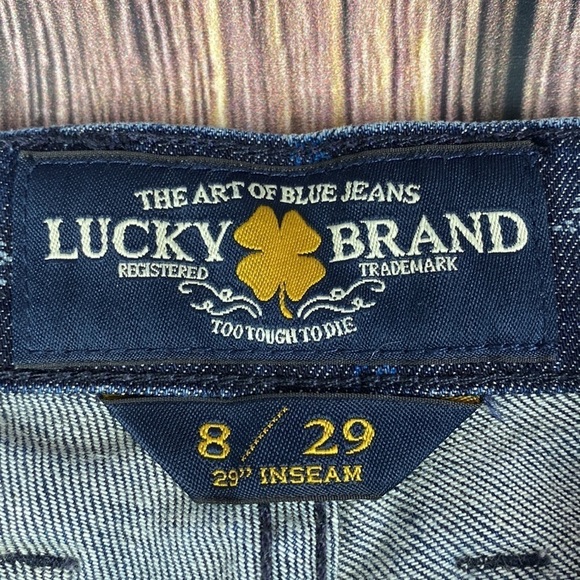 THE ART OF BLUE JEANS
LUCKY BRAND
REGISTERED TRADEMARK
TOO TOUGH TO DIE
8 / 29
29" INSEAM